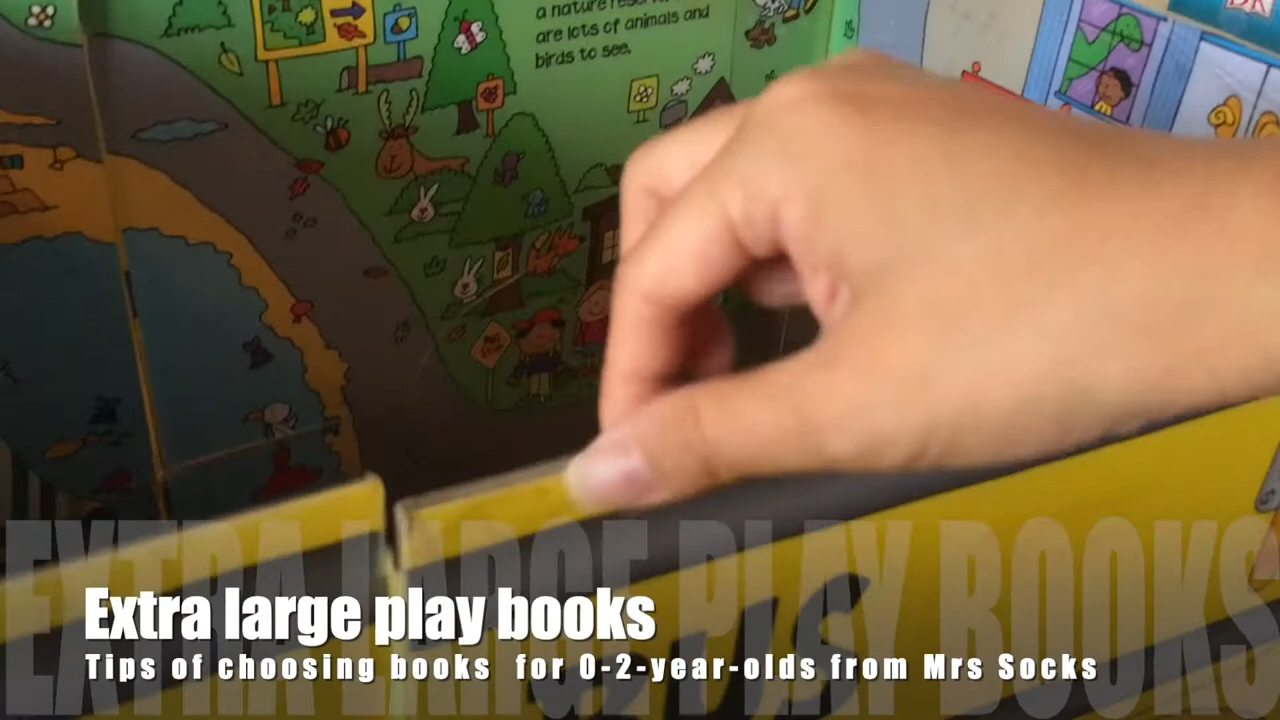 a nature
are lots of animals and
birds to see.
DK
EXTRA LARGE PLAY BOOKS
Extra large play books
Tips of choosing books for 0-2-year-olds from Mrs Socks